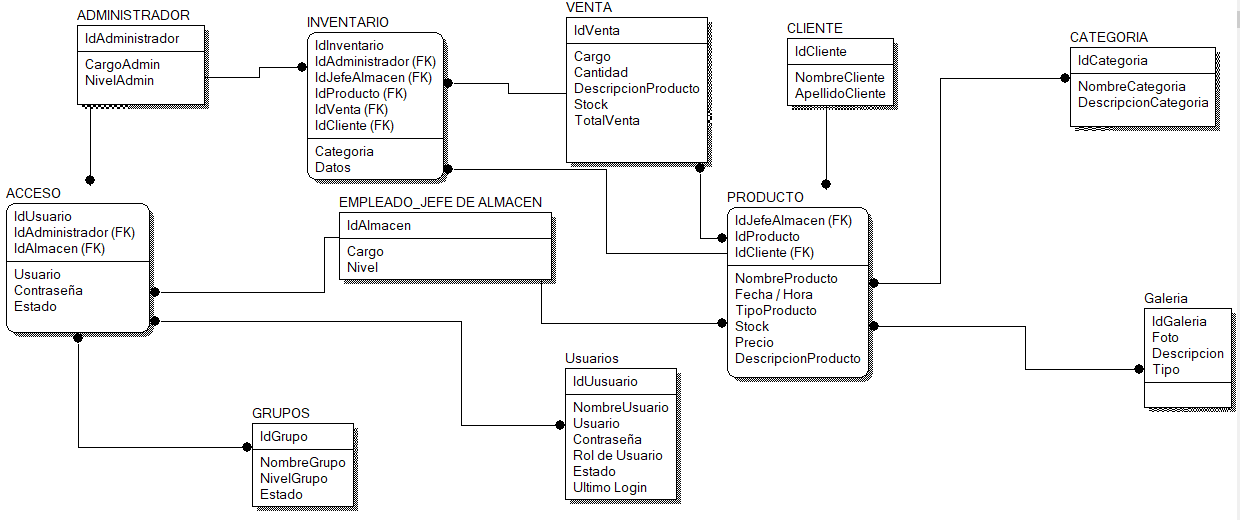 ADMINISTRADOR
IdAdministrador
CargoAdmin
NivelAdmin
INVENTARIO
IdInventario
IdAdministrador (FK)
IdJefeAlmacen (FK)
IdProducto (FK)
IdVenta (FK)
IdCliente (FK)
Categoria
Datos
VENTA
IdVenta
Cargo
Cantidad
DescripcionProducto
Stock
TotalVenta
CLIENTE
IdCliente
NombreCliente
ApellidoCliente
CATEGORIA
IdCategoria
NombreCategoria
DescripcionCategoria
ACCESO
IdUsuario
IdAdministrador (FK)
IdAlmacen (FK)
Usuario
Contraseña
Estado
EMPLEADO_JEFE DE ALMACEN
IdAlmacen
Cargo
Nivel
PRODUCTO
IdJefeAlmacen (FK)
IdProducto
IdCliente (FK)
NombreProducto
Fecha / Hora
TipoProducto
Stock
Precio
DescripcionProducto
Galeria
IdGaleria
Foto
Descripcion
Tipo
Usuarios
IdUusuario
NombreUsuario
Usuario
Contraseña
Rol de Usuario
Estado
Ultimo Login
GRUPOS
IdGrupo
NombreGrupo
NivelGrupo
Estado